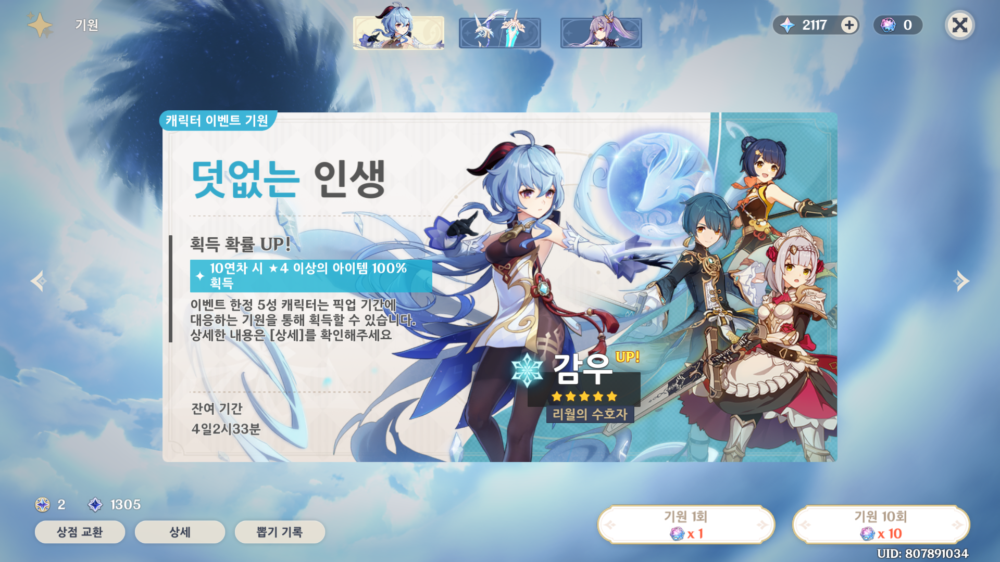 기원
2117
0
캐릭터 이벤트 기원
덧없는 인생
획득 확률 UP!
10연차 시 ★4 이상의 아이템 100%
획득
이벤트 한정 5성 캐릭터는 픽업 기간에
대응하는 기원을 통해 획득할 수 있습니다.
상세한 내용은 [상세]를 확인해주세요
감우 UP!
리월의 수호자
잔여 기간
4일2시33분
2
1305
상점 교환
상세
뽑기 기록
기원 1회
x 1
기원 10회
x 10
UID: 807891034